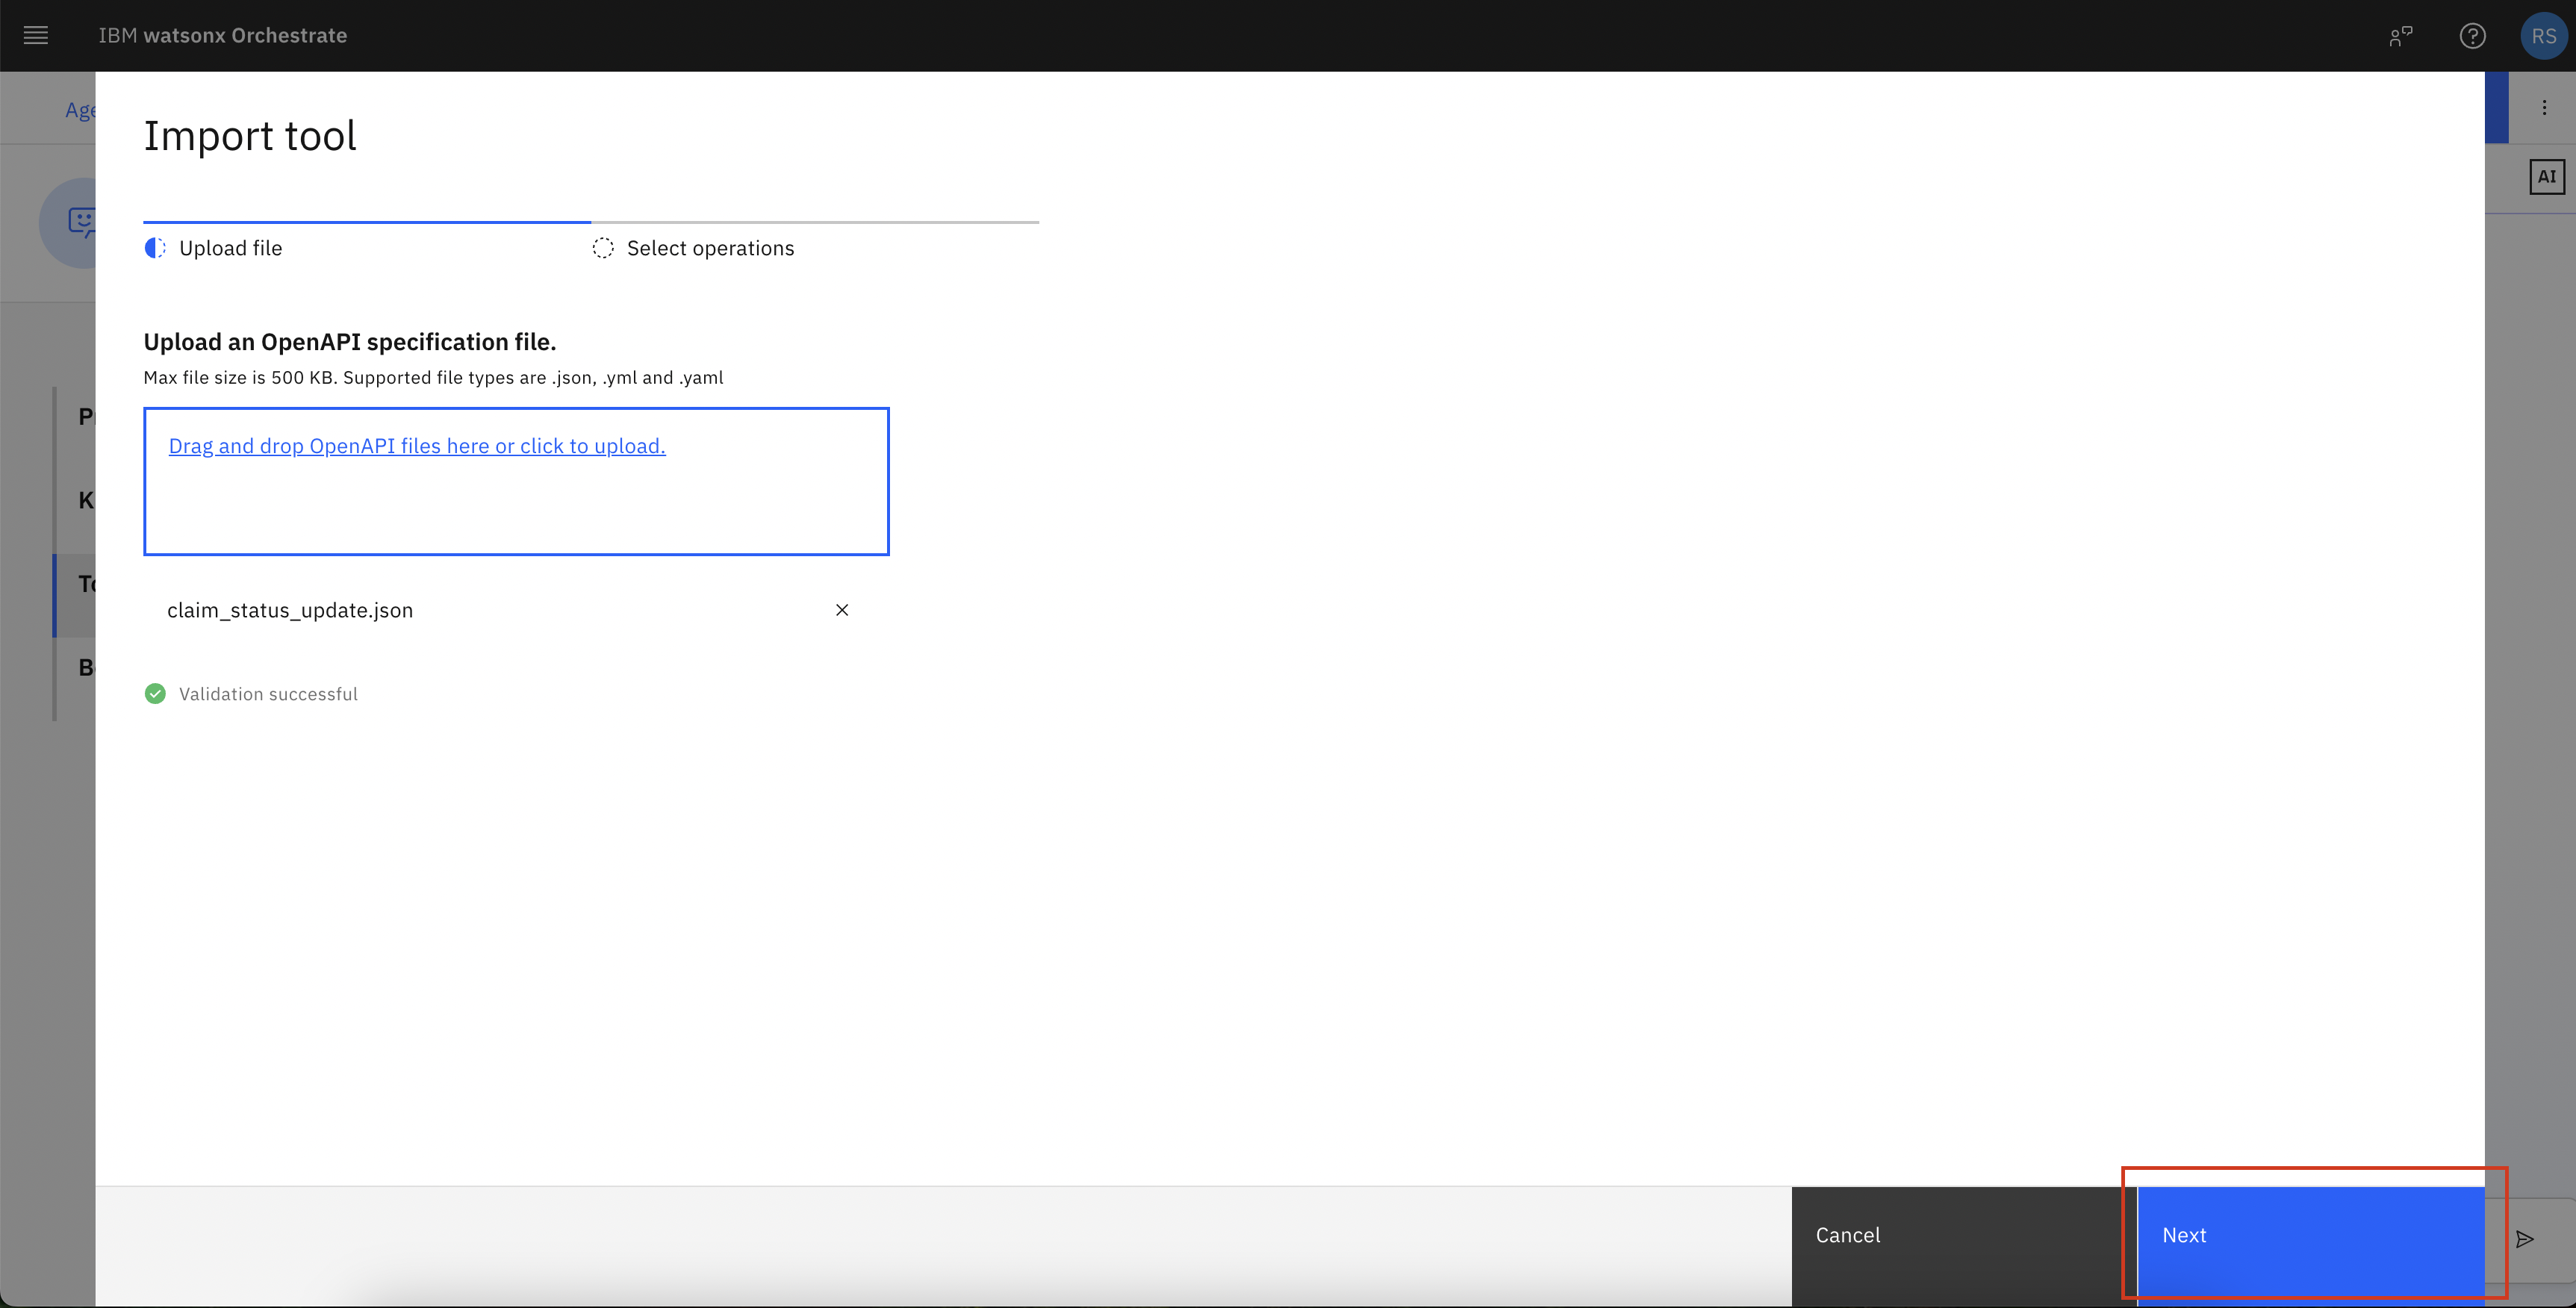 IBM watsonx Orchestrate
RS
Import tool
AI
Upload file
Select operations
Upload an OpenAPI specification file.
Max file size is 500 KB. Supported file types are .json, .yml and .yaml
Drag and drop OpenAPI files here or click to upload.
claim_status_update.json
Validation successful
Cancel
Next